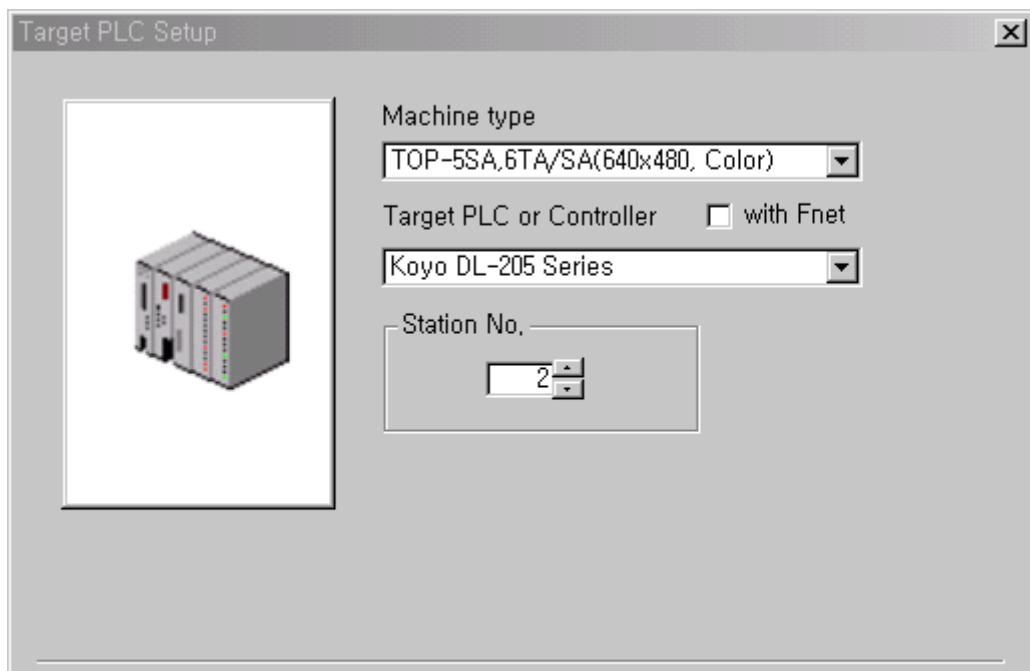 Target PLC Setup
Machine type
TOP-5SA,6TA/SA(640x480, Color)
Target PLC or Controller with Fnet
Koyo DL-205 Series
Station No.
2